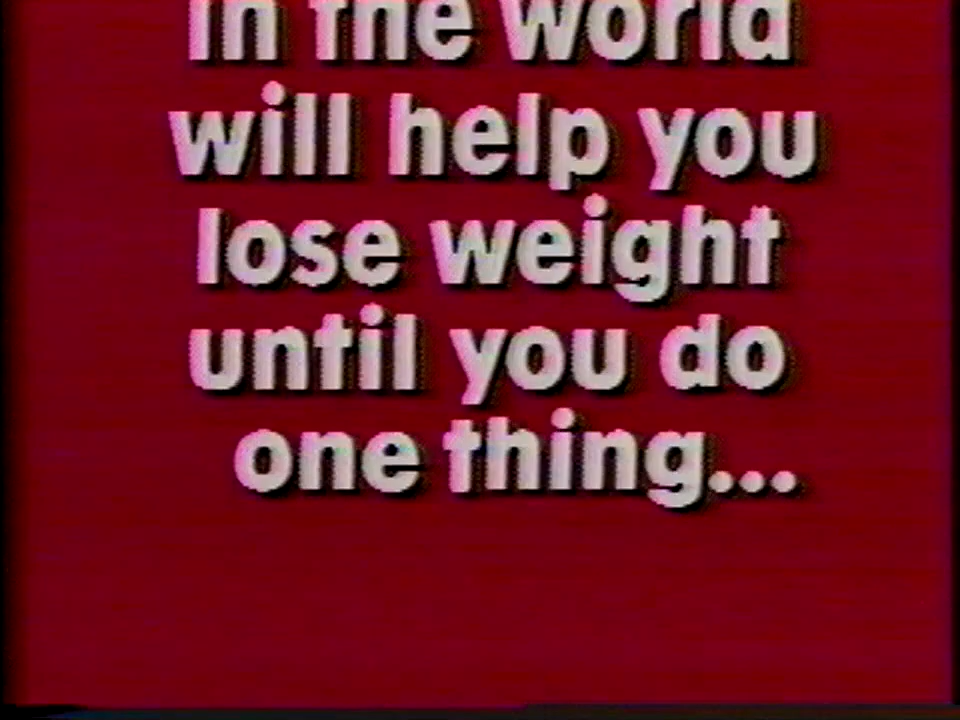 in the world
will help you
lose weight
until you do
one thing...